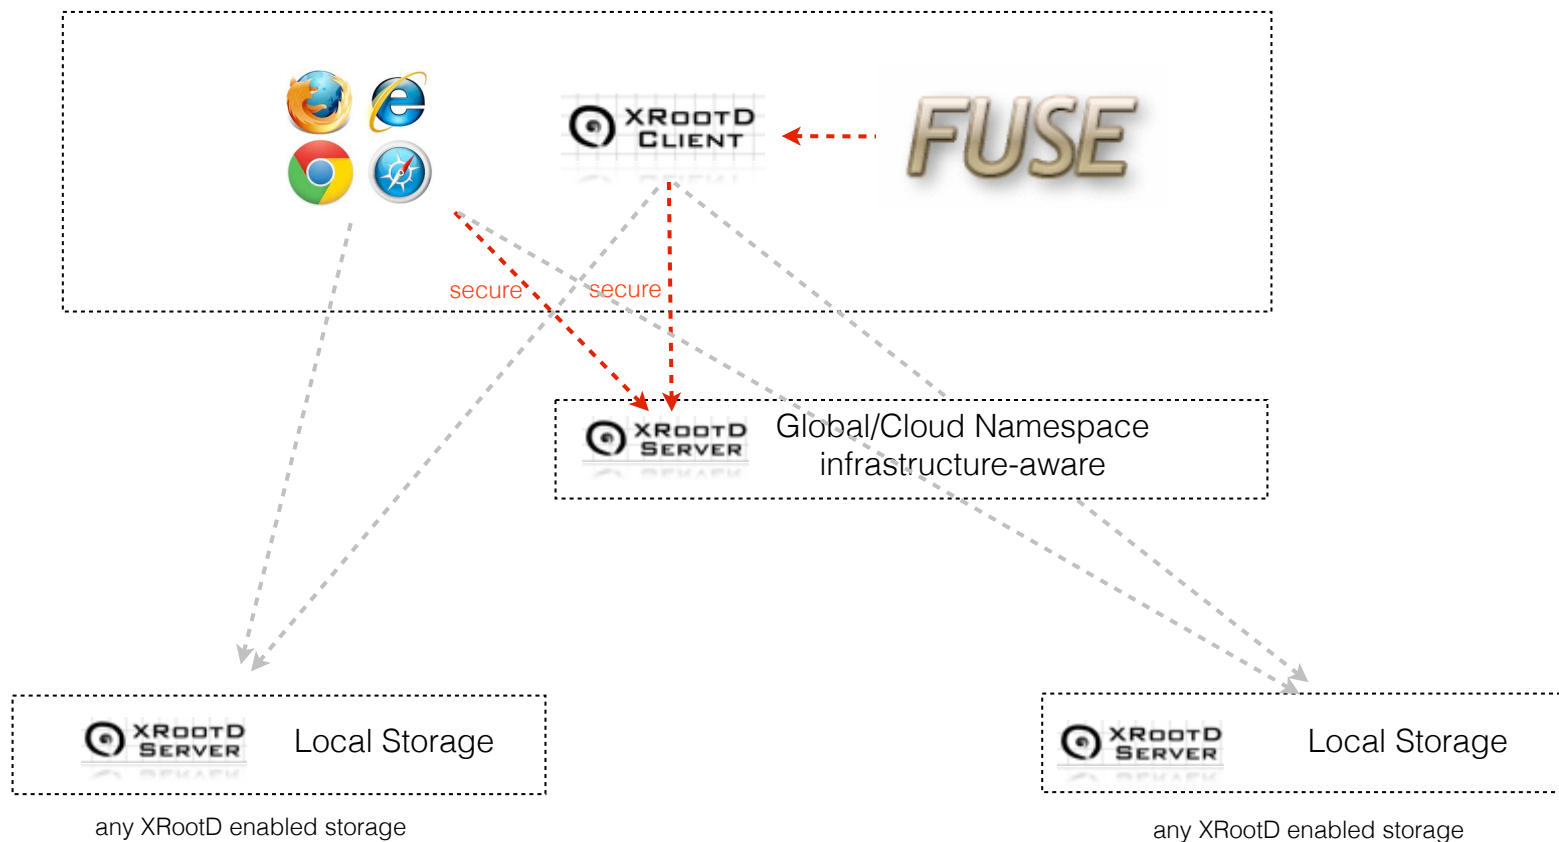 XRootD
Client
FUSE
secure
secure
XRootD
Server
Global/Cloud Namespace
infrastructure-aware
XRootD
Server
Local Storage
XRootD
Server
Local Storage
any XRootD enabled storage
any XRootD enabled storage